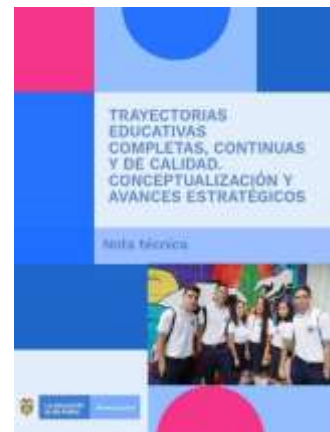 TRAYECTORIAS
EDUCATIVAS
COMPLETAS, CONTINUAS
Y DE CALIDAD.
CONCEPTUALIZACIÓN Y
AVANCES ESTRATÉGICOS
Nota técnica